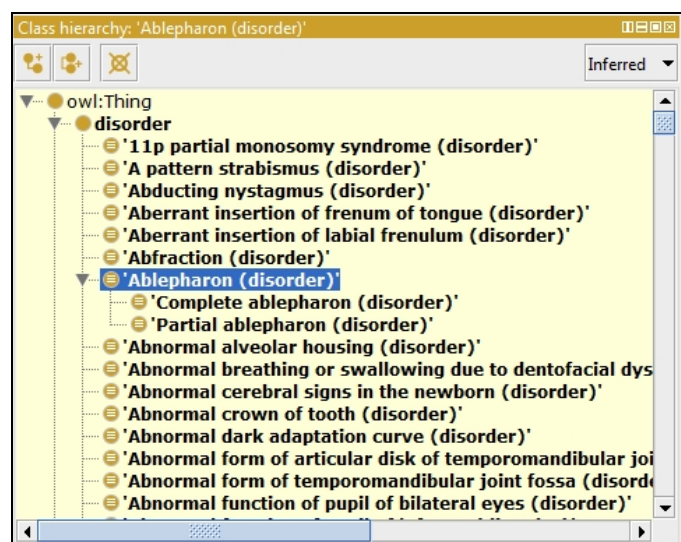 Class hierarchy: 'Ablepharon (disorder)'
Inferred
owl:Thing
disorder
'11p partial monosomy syndrome (disorder)'
'A pattern strabismus (disorder)'
'Abducting nystagmus (disorder)'
'Aberrant insertion of frenum of tongue (disorder)'
'Aberrant insertion of labial frenulum (disorder)'
'Abfraction (disorder)'
'Ablepharon (disorder)'
'Complete ablepharon (disorder)'
'Partial ablepharon (disorder)'
'Abnormal alveolar housing (disorder)'
'Abnormal breathing or swallowing due to dentofacial dys
'Abnormal cerebral signs in the newborn (disorder)'
'Abnormal crown of tooth (disorder)'
'Abnormal dark adaptation curve (disorder)'
'Abnormal form of articular disk of temporomandibular joi
'Abnormal form of temporomandibular joint fossa (disord
'Abnormal function of pupil of bilateral eyes (disorder)'